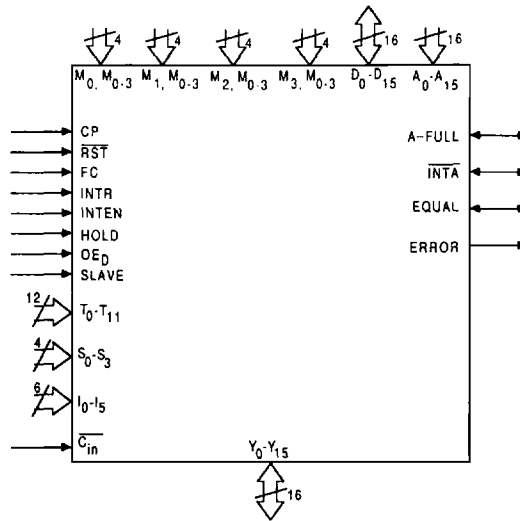 4 4 4 4 16 16
M0, M0-3 M1, M0-3 M2, M0-3 M3, M0-3 D0-D15 A0-A15
CP
RST
FC
INTR
INTEN
HOLD
OED
SLAVE
12
T0-T11
4
S0-S3
6
I0-I5
Cin
A-FULL
INTA
EQUAL
ERROR
Y0-Y15
16